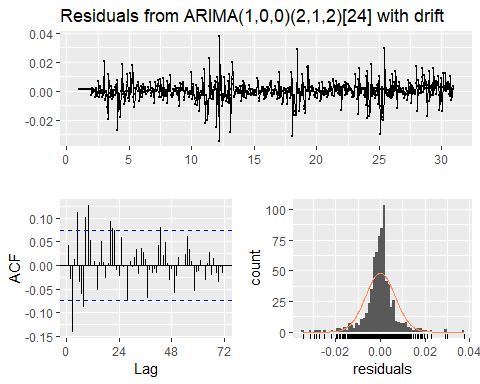 Residuals from ARIMA(1,0,0)(2,1,2)[24] with drift
0.04
0.02
0.00
-0.02
0 5 10 15 20 25 30
0.10
0.05
0.00
-0.05
-0.10
-0.15
ACF
0 24 48 72
Lag
100
75
50
25
0
count
-0.02 0.00 0.02 0.04
residuals